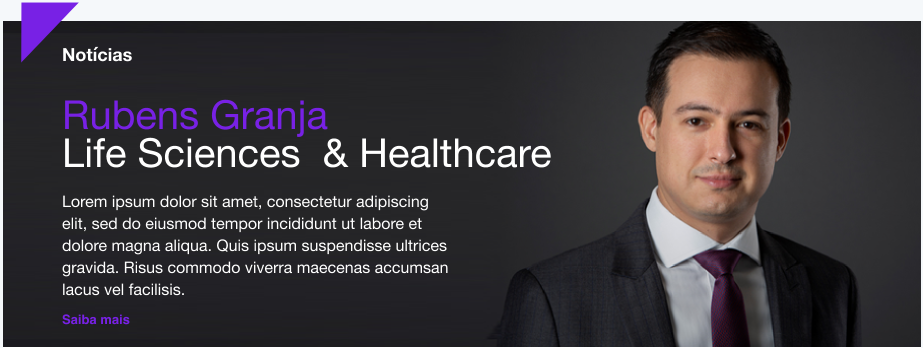 Notícias
Rubens Granja
Life Sciences  & Healthcare
Lorem ipsum dolor sit amet, consectetur adipiscing
elit, sed do eiusmod tempor incididunt ut labore et
dolore magna aliqua. Quis ipsum suspendisse ultrices
gravida. Risus commodo viverra maecenas accumsan
lacus vel facilisis.
Saiba mais